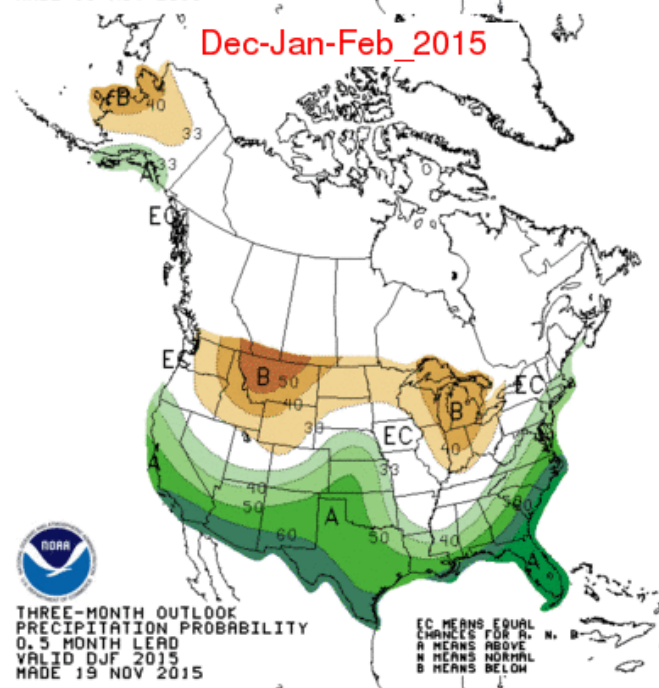 Dec-Jan-Feb_2015
B
40
33
33
A
EC
EC
B
50
40
33
B
EC
EC
40
33
A
40
50
A
60
50
40
50
A
NOAA
THREE-MONTH OUTLOOK
PRECIPITATION PROBABILITY
0.5 MONTH LEAD
VALID DJF 2015
MADE 19 NOV 2015
EC MEANS EQUAL
CHANCES FOR A, N, B
A MEANS ABOVE
N MEANS NORMAL
B MEANS BELOW